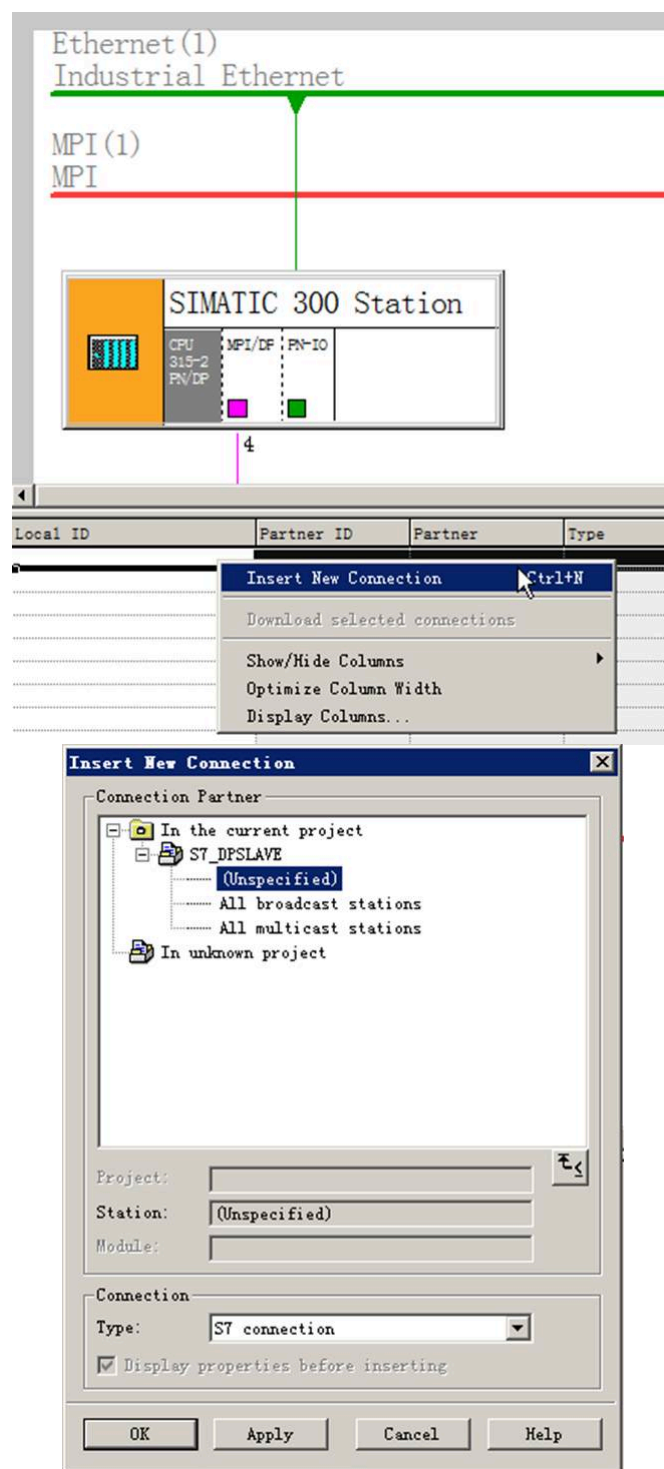 Ethernet(1)
Industrial Ethernet
MPI(1)
MPI
SIMATIC 300 Station
CPU 315-2 PN/DP
MPI/DP
PN-IO
4
Local ID Partner ID Partner Type
Insert New Connection Ctrl+N
Download selected connections
Show/Hide Columns
Optimize Column Width
Display Columns...
Insert New Connection
Connection Partner
In the current project
S7_DPSLAVE
(Unspecified)
All broadcast stations
All multicast stations
In unknown project
Project:
Station: (Unspecified)
Module:
Connection
Type: S7 connection
Display properties before inserting
OK Apply Cancel Help